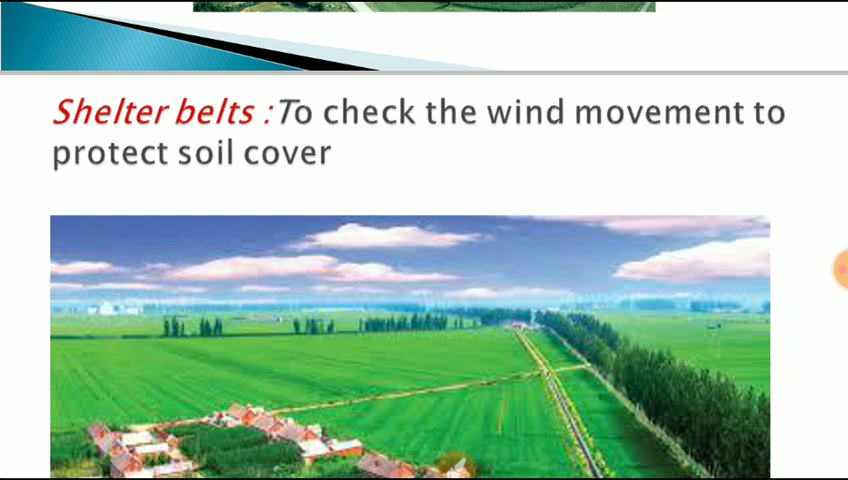 Shelter belts : To check the wind movement to
protect soil cover